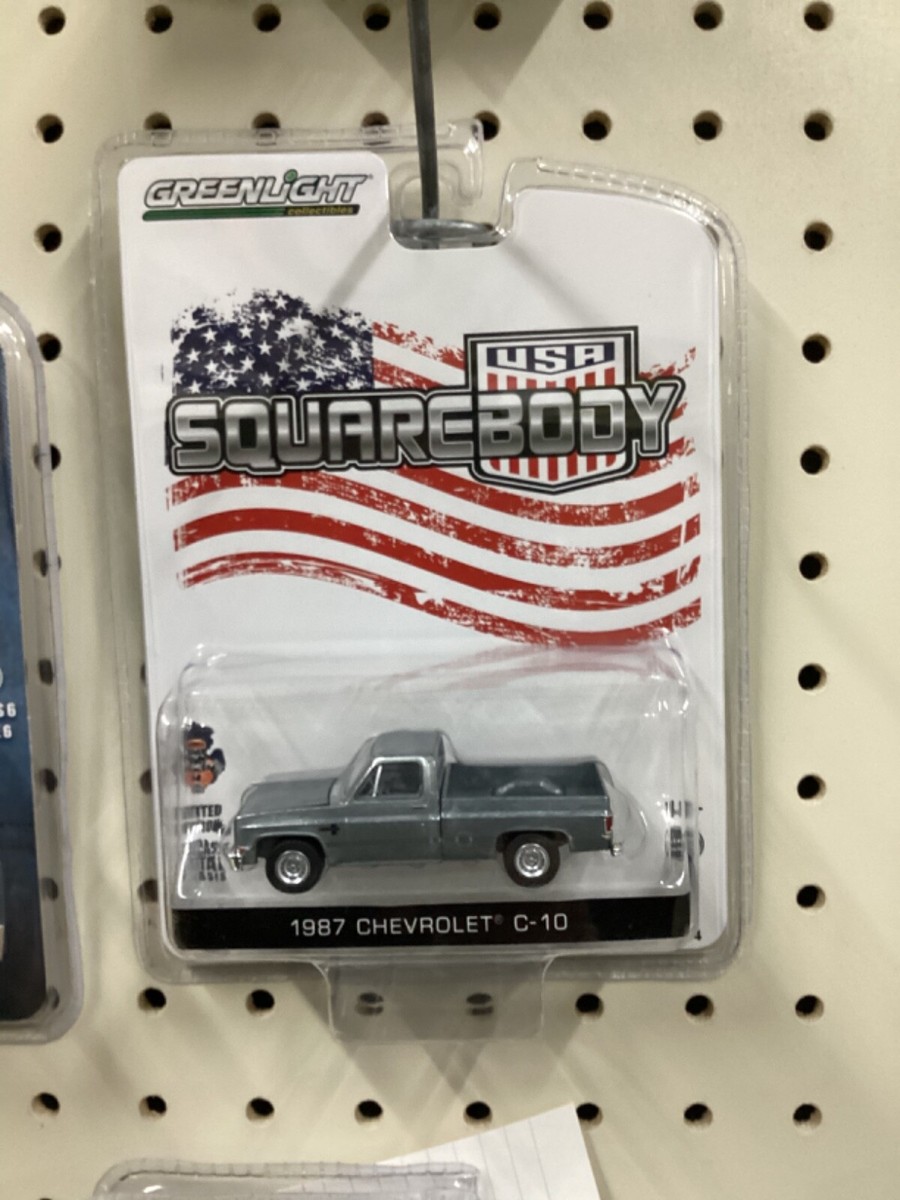 GREENLiGHT
collectibles
USA
SQUAREBODY
1987 CHEVROLET® C-10